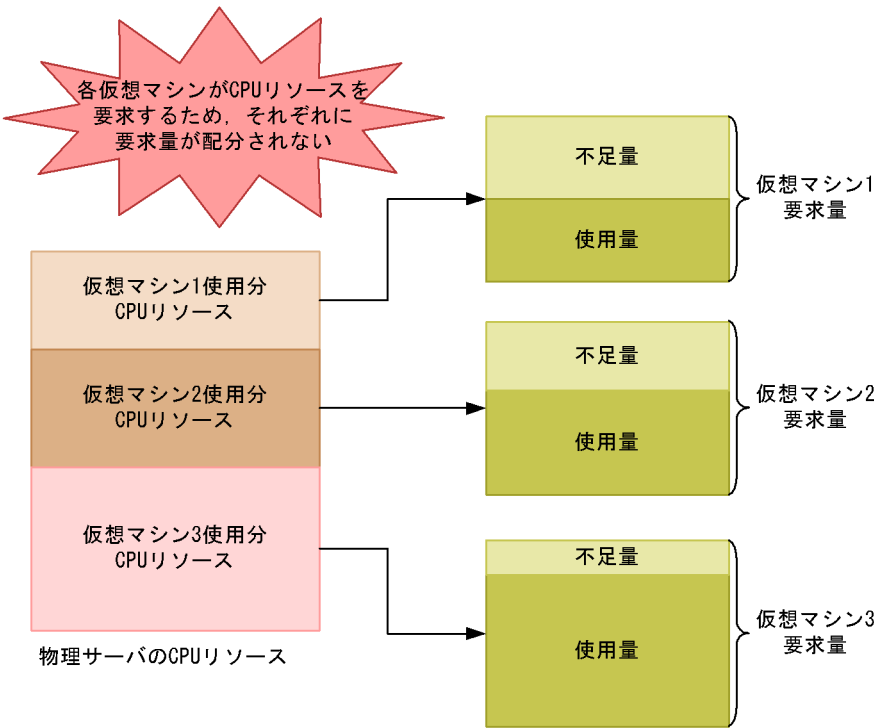 各仮想マシンがCPUリソースを
要求するため，それぞれに
要求量が配分されない
不足量
使用量
仮想マシン1
要求量
仮想マシン1使用分
CPUリソース
仮想マシン2使用分
CPUリソース
不足量
使用量
仮想マシン2
要求量
仮想マシン3使用分
CPUリソース
不足量
使用量
仮想マシン3
要求量
物理サーバのCPUリソース